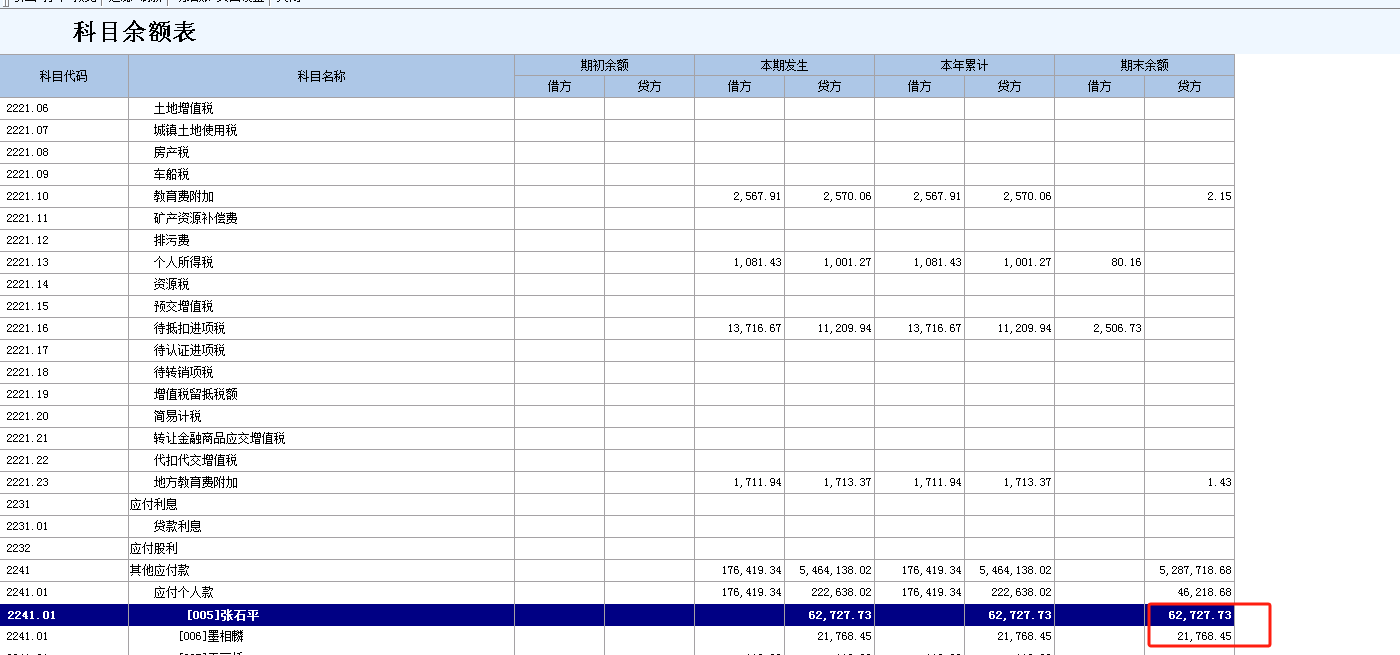 科目余额表
科目代码 科目名称 期初余额 本期发生 本年累计 期末余额
借方 贷方 借方 贷方 借方 贷方 借方 贷方
2221.06 土地增值税
2221.07 城镇土地使用税
2221.08 房产税
2221.09 车船税
2221.10 教育费附加 2,567.91 2,570.06 2,567.91 2,570.06 2.15
2221.11 矿产资源补偿费
2221.12 排污费
2221.13 个人所得税 1,081.43 1,001.27 1,081.43 1,001.27 80.16
2221.14 资源税
2221.15 预交增值税
2221.16 待抵扣进项税 13,716.67 11,209.94 13,716.67 11,209.94 2,506.73
2221.17 待认证进项税
2221.18 待转销项税
2221.19 增值税留抵税额
2221.20 简易计税
2221.21 转让金融商品应交增值税
2221.22 代扣代交增值税
2221.23 地方教育费附加 1,711.94 1,713.37 1,711.94 1,713.37 1.43
2231 应付利息
2231.01 贷款利息
2232 应付股利
2241 其他应付款 176,419.34 5,464,138.02 176,419.34 5,464,138.02 5,287,718.68
2241.01 应付个人款 176,419.34 222,638.02 176,419.34 222,638.02 46,218.68
2241.01 [005]张石平 62,727.73 62,727.73 62,727.73
2241.01 [006]墨相麟 21,768.45 21,768.45 21,768.45